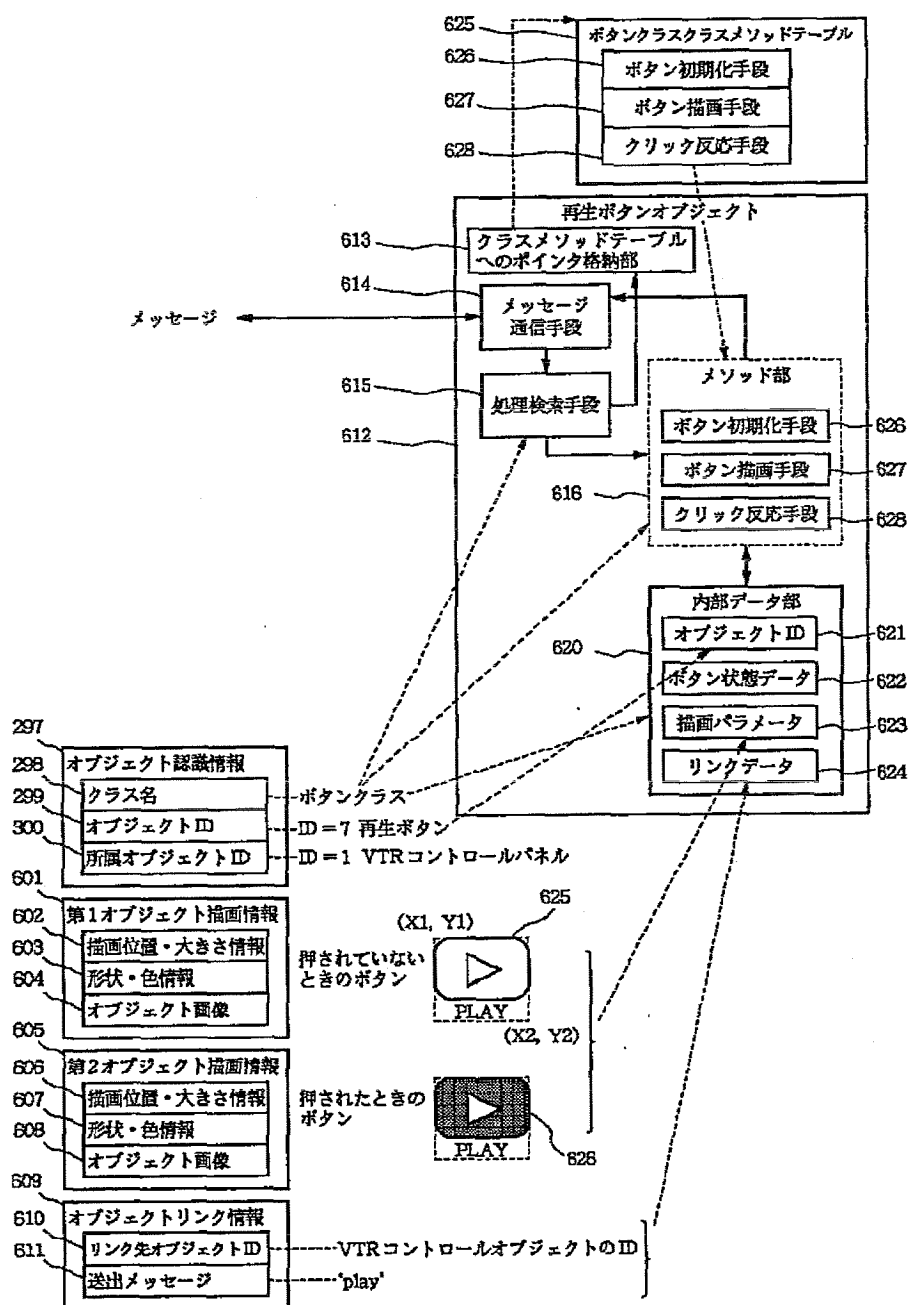 625
ボタンクラスクラスメソッドテーブル
626
ボタン初期化手段
627
ボタン描画手段
628
クリック反応手段
再生ボタンオブジェクト
613
クラスメソッドテーブル
へのポインタ格納部
614
メッセージ
メッセージ
通信手段
メソッド部
615
処理検索手段
612
ボタン初期化手段
626
ボタン描画手段
627
616
クリック反応手段
628
内部データ部
オブジェクトID
621
620
ボタン状態データ
622
描画パラメータ
623
リンクデータ
624
297
オブジェクト認識情報
298
クラス名
ボタンクラス
299
オブジェクトID
ID=7 再生ボタン
300
所属オブジェクトID
ID=1 VTRコントロールパネル
601
第1オブジェクト描画情報
602
描画位置・大きさ情報
603
形状・色情報
604
オブジェクト画像
押されていない
ときのボタン
(X1, Y1)
625
PLAY
(X2, Y2)
605
第2オブジェクト描画情報
606
描画位置・大きさ情報
607
形状・色情報
608
オブジェクト画像
押されたときの
ボタン
PLAY
626
609
オブジェクトリンク情報
610
リンク先オブジェクトID
VTRコントロールオブジェクトのID
611
送出メッセージ
'play'